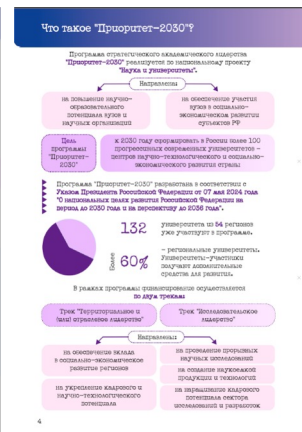 Что такое "Приоритет-2030"?
Программа стратегического академического лидерства
"Приоритет-2030" реализуется по национальному проекту
"Наука и университеты".
Направлены
на повышение научно-
образовательного
потенциала вузов и
научных организаций
на обеспечение участия
вузов в социально-
экономическом развитии
субъектов РФ
Цель
программы
"Приоритет-
2030"
к 2030 году сформировать в России более 100
прогрессивных современных университетов -
центров научно-технологического и социально-
экономического развития страны
Программа "Приоритет-2030" разработана в соответствии с
Указом Президента Российской Федерации от 07 мая 2024 года
"О национальных целях развития Российской Федерации на
период до 2030 года и на перспективу до 2036 года".
132
университета из 54 регионов
уже участвуют в программе.
Более
60%
- региональные университеты.
Университеты-участники
получают дополнительные
средства для развития.
В рамках программы финансирование осуществляется
по двум трекам:
Трек "Территориальное и
(или) отраслевое лидерство"
Трек "Исследовательское
лидерство"
Направлены
на обеспечение вклада
в социально-экономическое
развитие регионов
на укрепление кадрового и
научно-технологического
потенциала
на проведение прорывных
научных исследований
на создание наукоемкой
продукции и технологий
на наращивание кадрового
потенциала сектора
исследований и разработок
4